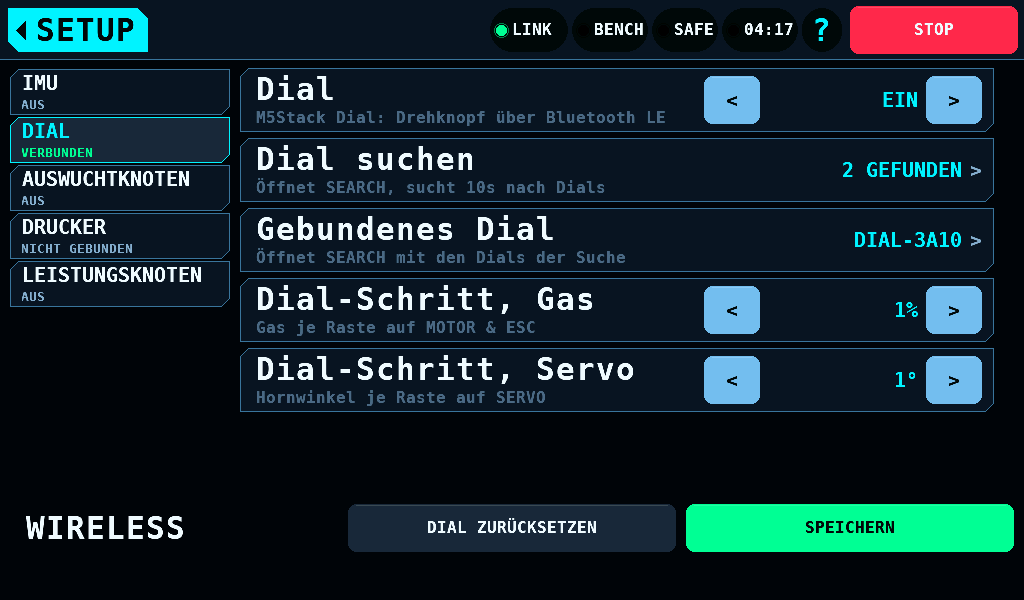 SETUP
LINK
BENCH
SAFE
04:17
?
STOP
IMU
AUS
DIAL
VERBUNDEN
AUSWUCHTKNOTEN
AUS
DRUCKER
NICHT GEBUNDEN
LEISTUNGSKNOTEN
AUS
Dial
M5Stack Dial: Drehknopf über Bluetooth LE
< EIN >
Dial suchen
Öffnet SEARCH, sucht 10s nach Dials
2 GEFUNDEN >
Gebundenes Dial
Öffnet SEARCH mit den Dials der Suche
DIAL-3A10 >
Dial-Schritt, Gas
Gas je Raste auf MOTOR & ESC
< 1% >
Dial-Schritt, Servo
Hornwinkel je Raste auf SERVO
< 1° >
WIRELESS
DIAL ZURÜCKSETZEN
SPEICHERN